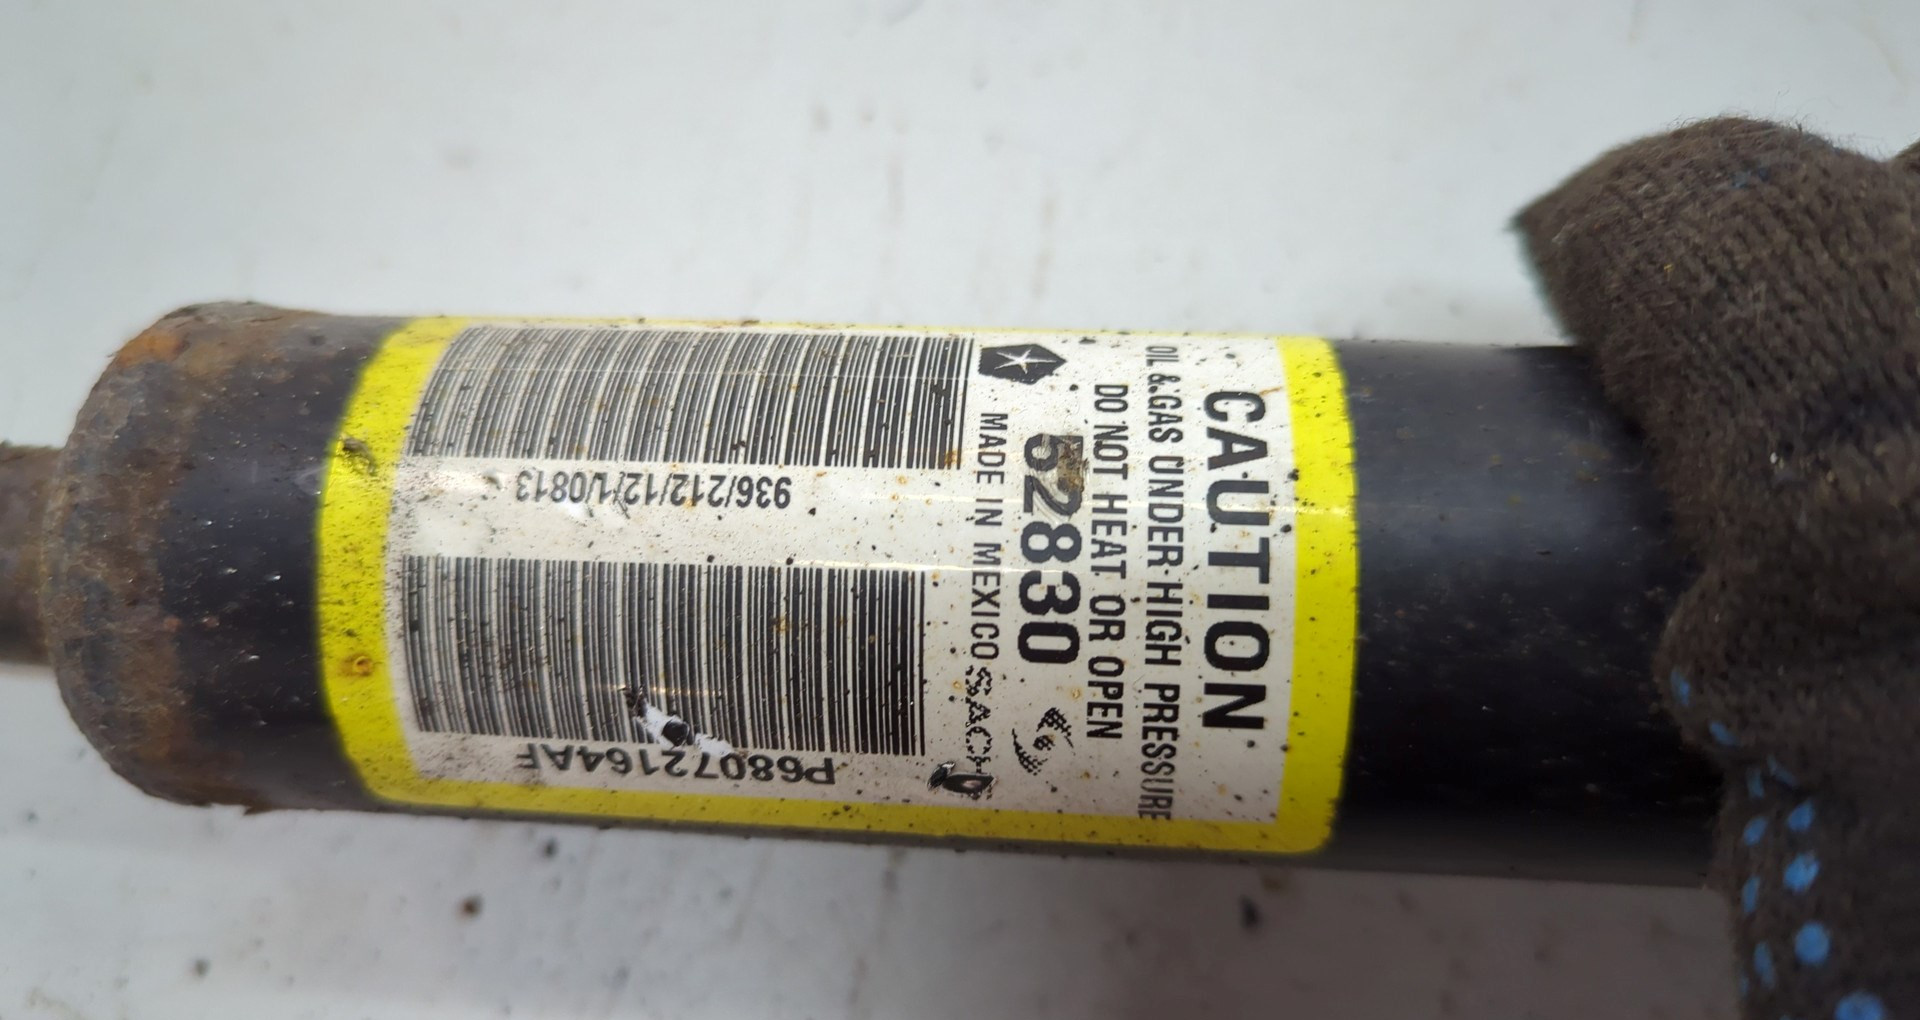 CAUTION
OIL & GAS UNDER HIGH PRESSURE
DO NOT HEAT OR OPEN
52830
MADE IN MEXICO
936/212/12/1/0813
P68072164AF